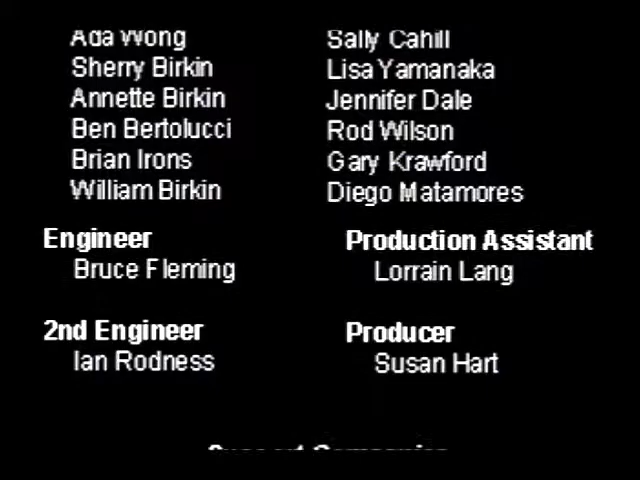 Ada Wong Sally Cahill
Sherry Birkin Lisa Yamanaka
Annette Birkin Jennifer Dale
Ben Bertolucci Rod Wilson
Brian Irons Gary Krawford
William Birkin Diego Matamores
Engineer Production Assistant
Bruce Fleming Lorrain Lang
2nd Engineer Producer
Ian Rodness Susan Hart